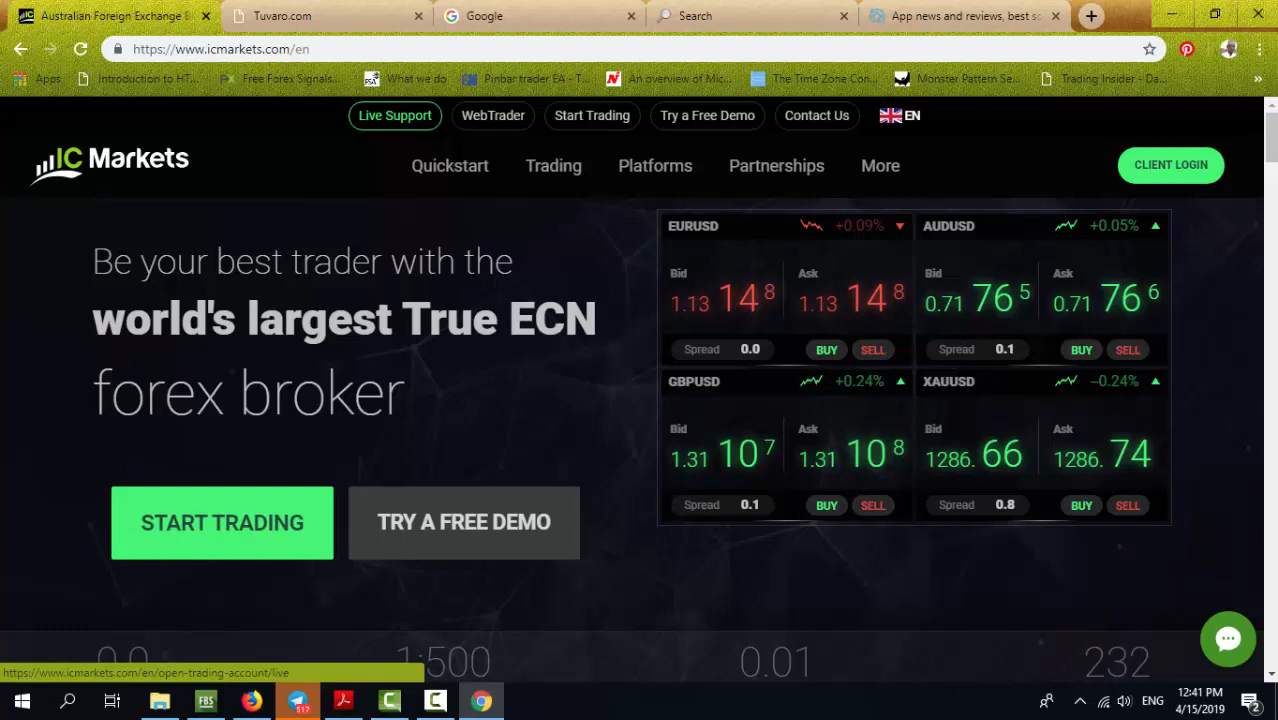 Australian Foreign Exchange B
Tuvaro.com
Google
Search
App news and reviews, best so
https://www.icmarkets.com/en
Apps
Introduction to HT...
Free Forex Signals...
What we do
Pinbar trader EA - T...
An overview of Mic...
The Time Zone Con...
Monster Pattern Se...
Trading Insider - Da...
Live Support
WebTrader
Start Trading
Try a Free Demo
Contact Us
EN
IC Markets
Quickstart
Trading
Platforms
Partnerships
More
CLIENT LOGIN
Be your best trader with the
world's largest True ECN
forex broker
START TRADING
TRY A FREE DEMO
EURUSD +0.09%
Bid
Ask
1.13 14 8
1.13 14 8
Spread 0.0 BUY SELL
AUDUSD +0.05%
Bid
Ask
0.71 76 5
0.71 76 6
Spread 0.1 BUY SELL
GBPUSD +0.24%
Bid
Ask
1.31 10 7
1.31 10 8
Spread 0.1 BUY SELL
XAUUSD −0.24%
Bid
Ask
1286. 66
1286. 74
Spread 0.8 BUY SELL
0.0
1:500
0.01
232
https://www.icmarkets.com/en/open-trading-account/live
FBS
517
ENG
12:41 PM
4/15/2019
2